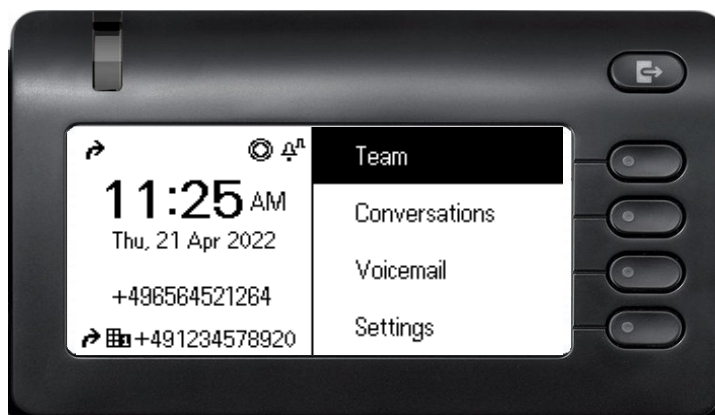 11:25 AM
Thu, 21 Apr 2022
+496564521264
+491234578920
Team
Conversations
Voicemail
Settings